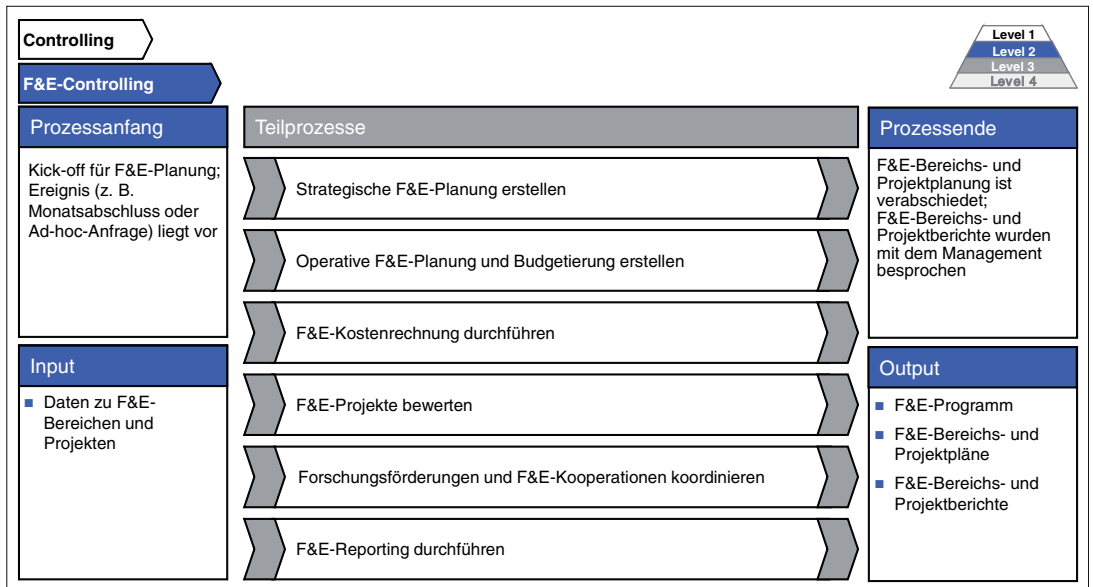 Controlling
F&E-Controlling
Level 1
Level 2
Level 3
Level 4
Prozessanfang
Kick-off für F&E-Planung;
Ereignis (z. B.
Monatsabschluss oder
Ad-hoc-Anfrage) liegt vor
Input
Daten zu F&E-
Bereichen und
Projekten
Teilprozesse
Strategische F&E-Planung erstellen
Operative F&E-Planung und Budgetierung erstellen
F&E-Kostenrechnung durchführen
F&E-Projekte bewerten
Forschungsförderungen und F&E-Kooperationen koordinieren
F&E-Reporting durchführen
Prozessende
F&E-Bereichs- und
Projektplanung ist
verabschiedet;
F&E-Bereichs- und
Projektberichte wurden
mit dem Management
besprochen
Output
F&E-Programm
F&E-Bereichs- und
Projektpläne
F&E-Bereichs- und
Projektberichte